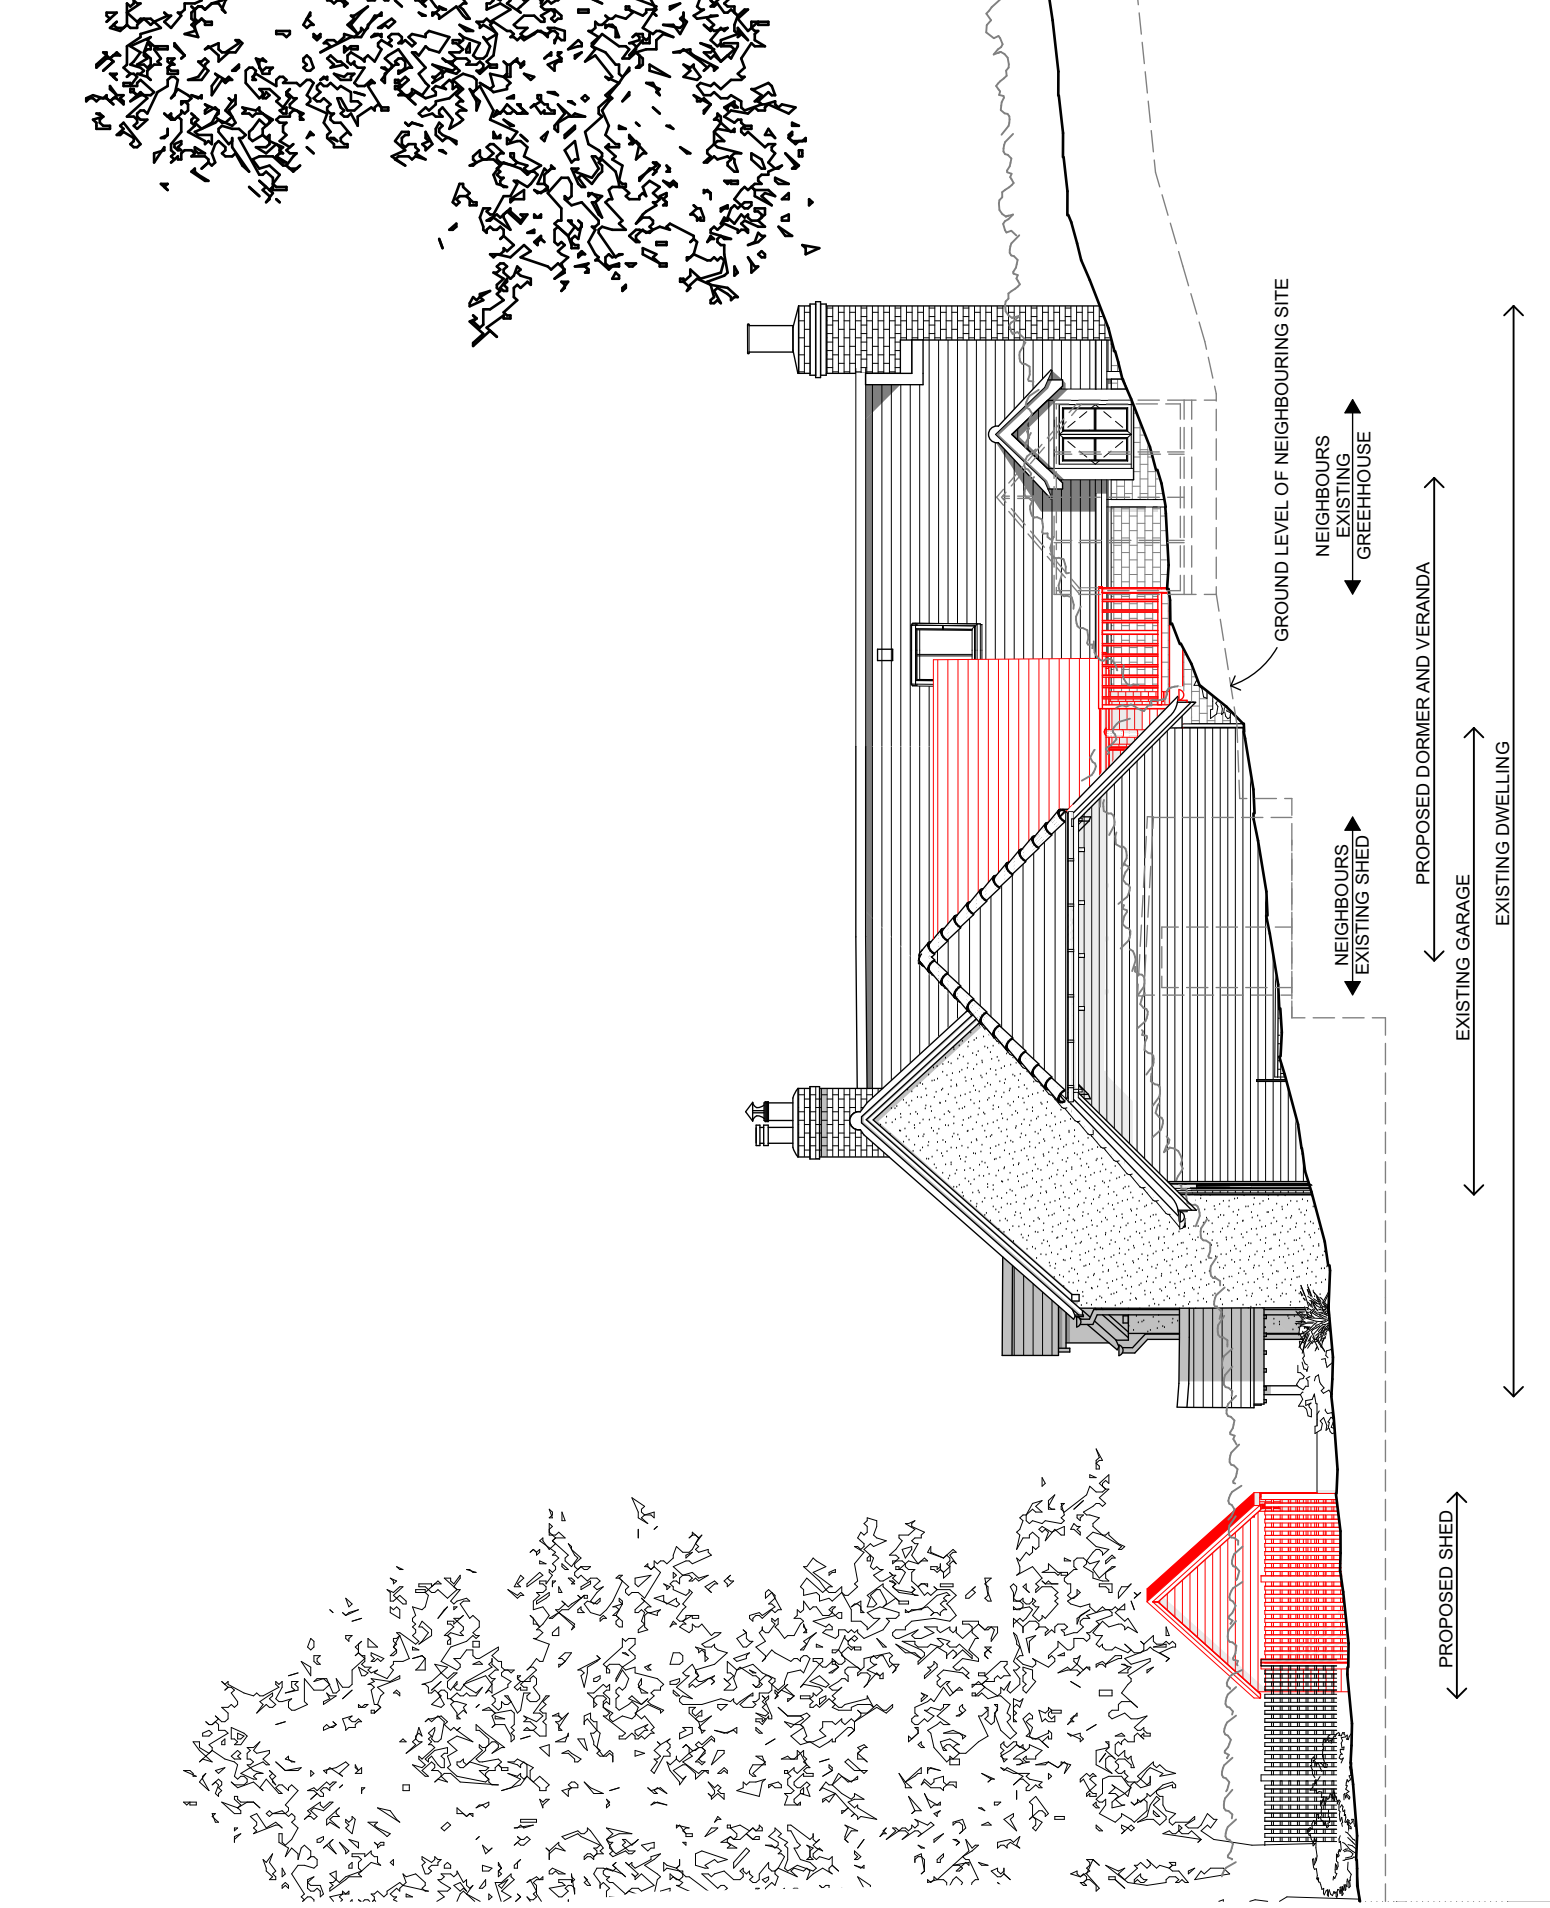 GROUND LEVEL OF NEIGHBOURING SITE
NEIGHBOURS
EXISTING
GREEHHOUSE
NEIGHBOURS
EXISTING SHED
PROPOSED DORMER AND VERANDA
EXISTING GARAGE
EXISTING DWELLING
PROPOSED SHED